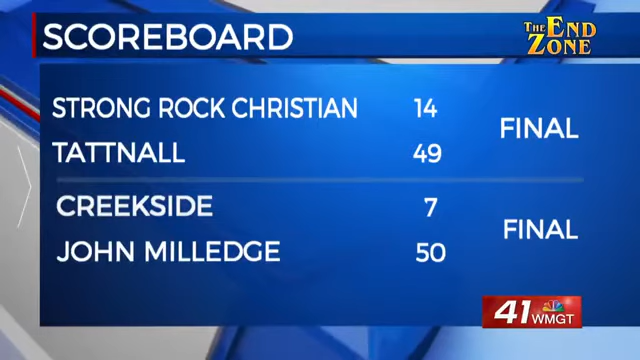 SCOREBOARD
THE END
ZONE
STRONG ROCK CHRISTIAN 14
FINAL
TATTNALL 49
CREEKSIDE 7
FINAL
JOHN MILLEDGE 50
41 WMGT